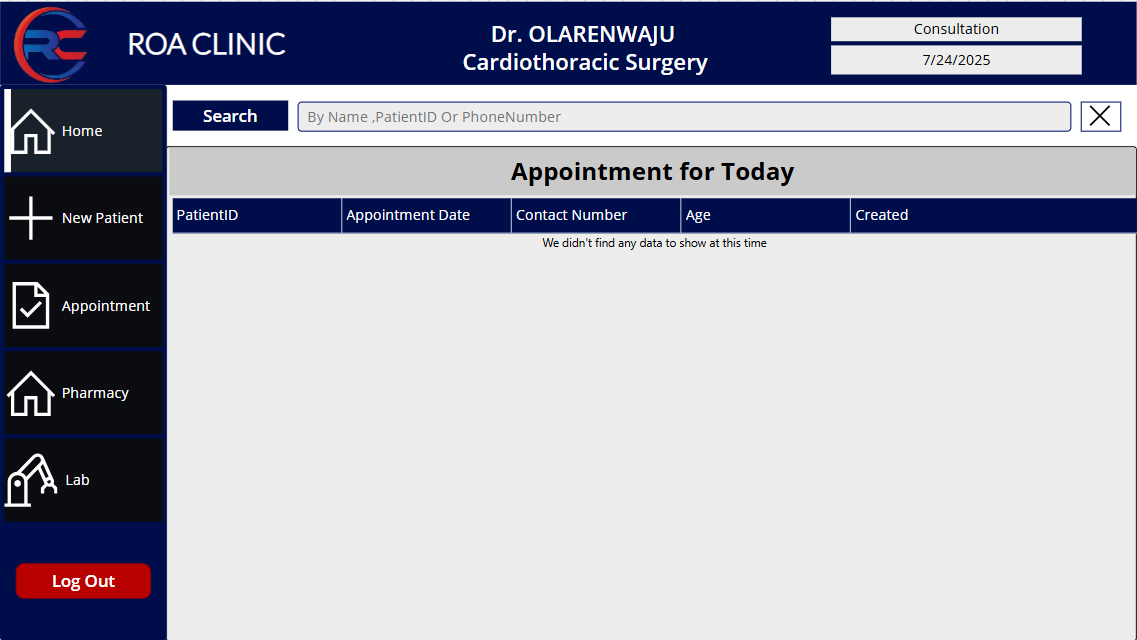 RC
ROA CLINIC
Dr. OLARENWAJU
Cardiothoracic Surgery
Consultation
7/24/2025
Home
New Patient
Appointment
Pharmacy
Lab
Log Out
Search
By Name ,PatientID Or PhoneNumber
Appointment for Today
PatientID Appointment Date Contact Number Age Created
We didn't find any data to show at this time